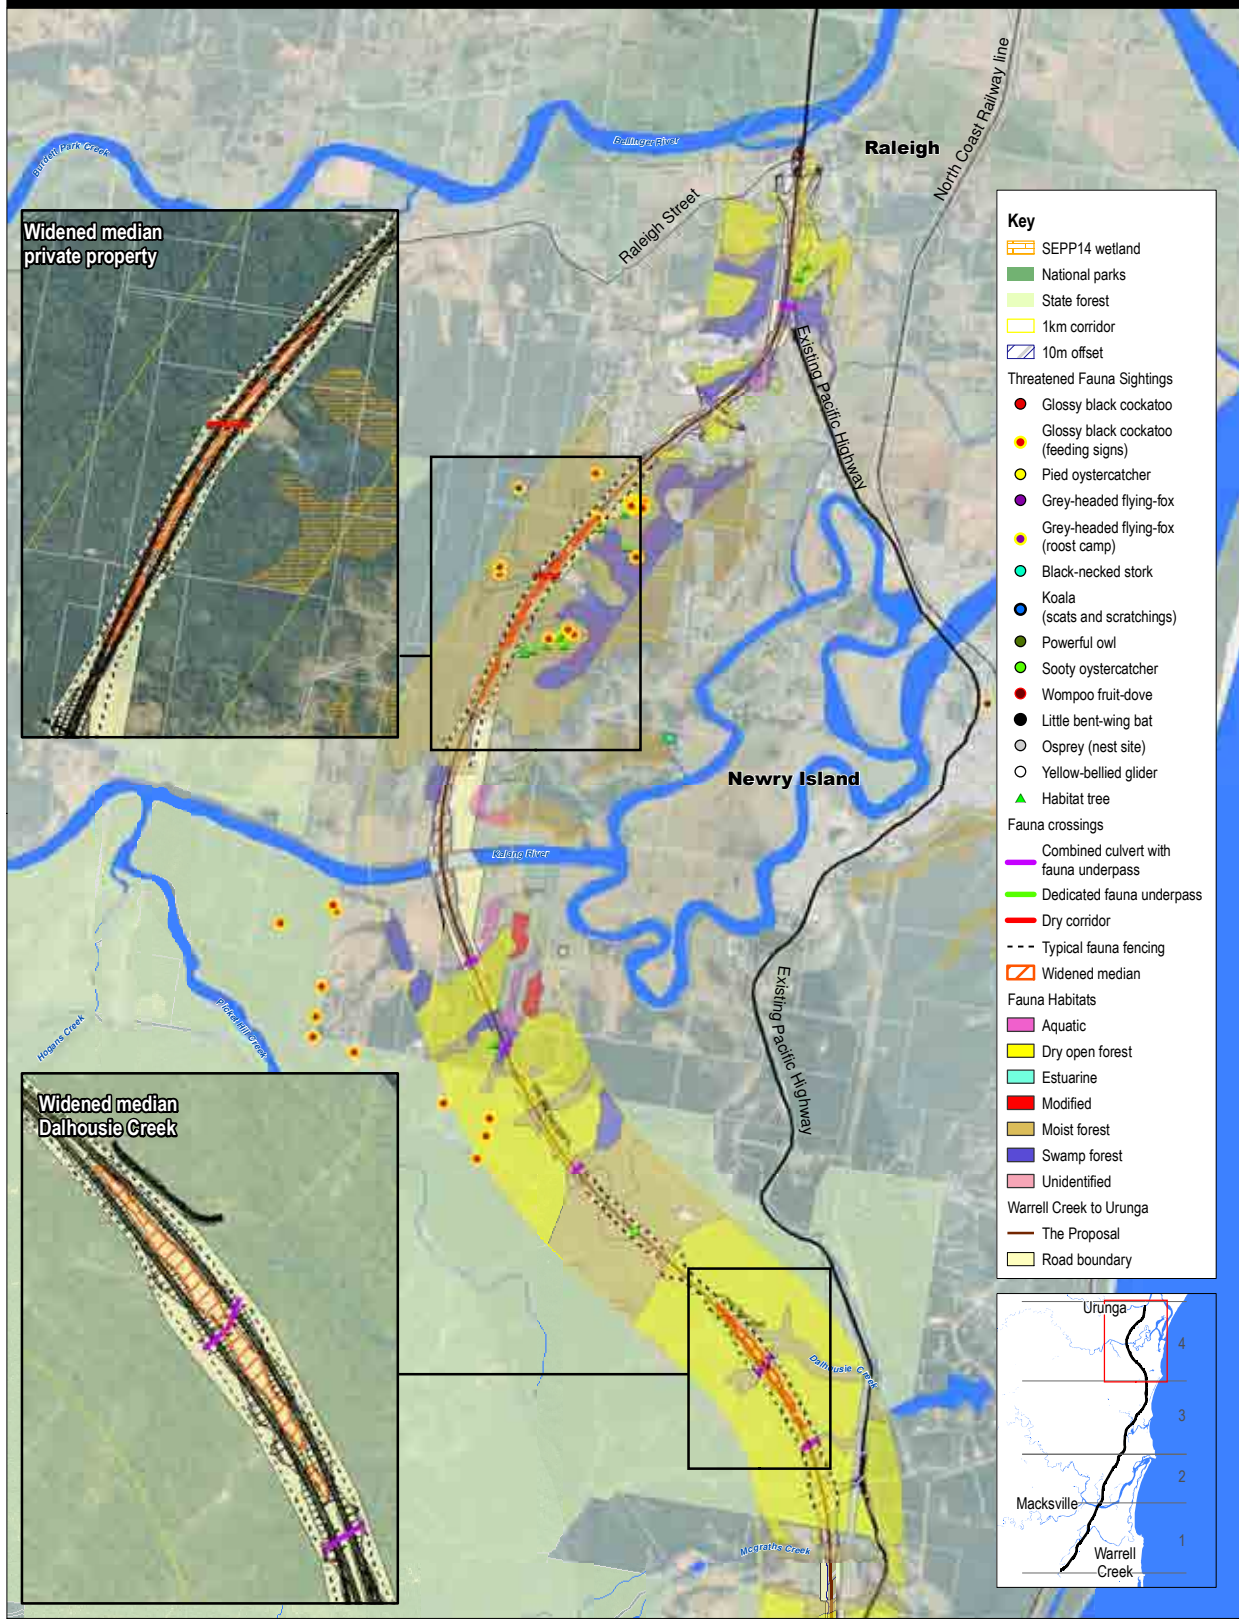 Burdett Park Creek
Bellinger River
Raleigh
North Coast Railway line
Raleigh Street
Widened median
private property
Existing Pacific Highway
Newry Island
Kalang River
Hogans Creek
Picket Hill Creek
Existing Pacific Highway
Widened median
Dalhousie Creek
Dalhousie Creek
Mcgraths Creek
Key
SEPP14 wetland
National parks
State forest
1km corridor
10m offset
Threatened Fauna Sightings
Glossy black cockatoo
Glossy black cockatoo
(feeding signs)
Pied oystercatcher
Grey-headed flying-fox
Grey-headed flying-fox
(roost camp)
Black-necked stork
Koala
(scats and scratchings)
Powerful owl
Sooty oystercatcher
Wompoo fruit-dove
Little bent-wing bat
Osprey (nest site)
Yellow-bellied glider
Habitat tree
Fauna crossings
Combined culvert with
fauna underpass
Dedicated fauna underpass
Dry corridor
Typical fauna fencing
Widened median
Fauna Habitats
Aquatic
Dry open forest
Estuarine
Modified
Moist forest
Swamp forest
Unidentified
Warrell Creek to Urunga
The Proposal
Road boundary
Urunga
4
3
2
Macksville
1
Warrell
Creek